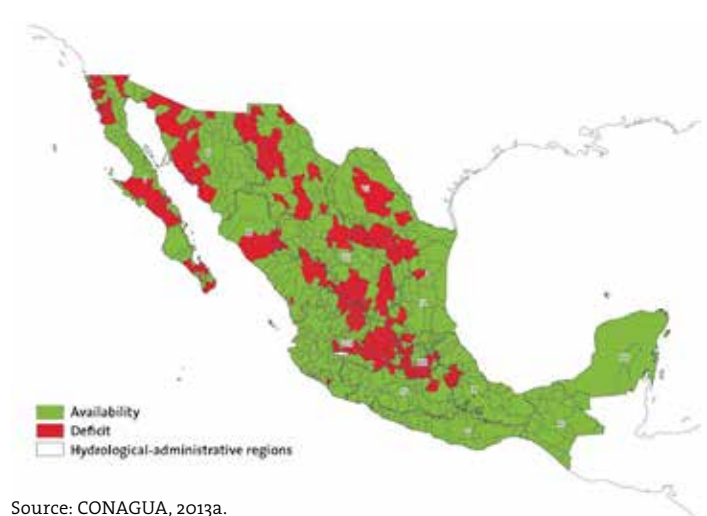 Availability
Deficit
Hydrological-administrative regions
Source: CONAGUA, 2013a.